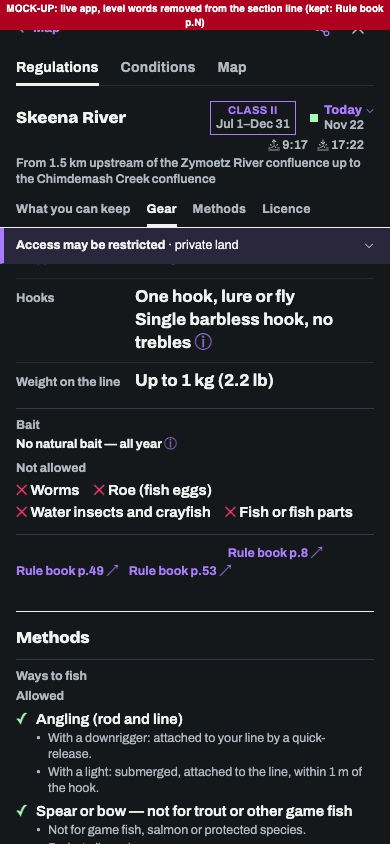 MOCK-UP: live app, level words removed from the section line (kept: Rule book
p.N)
Map
Regulations Conditions Map
Skeena River
CLASS II
Jul 1–Dec 31
Today
Nov 22
9:17 17:22
From 1.5 km upstream of the Zymoetz River confluence up to
the Chimdemash Creek confluence
What you can keep Gear Methods Licence
Access may be restricted · private land
Hooks
One hook, lure or fly
Single barbless hook, no
trebles ⓘ
Weight on the line Up to 1 kg (2.2 lb)
Bait
No natural bait — all year ⓘ
Not allowed
✕ Worms ✕ Roe (fish eggs)
✕ Water insects and crayfish ✕ Fish or fish parts
Rule book p.8 ↗
Rule book p.49 ↗ Rule book p.53 ↗
Methods
Ways to fish
Allowed
✓ Angling (rod and line)
▪ With a downrigger: attached to your line by a quick-
release.
▪ With a light: submerged, attached to the line, within 1 m of
the hook.
✓ Spear or bow — not for trout or other game fish
▪ Not for game fish, salmon or protected species.